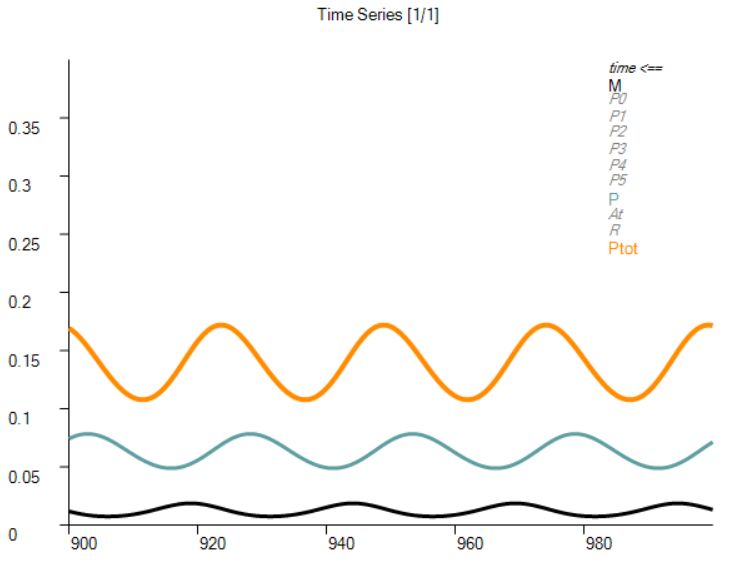 Time Series [1/1]
time <==
M
P0
P1
P2
P3
P4
P5
P
At
R
Ptot
0.35
0.3
0.25
0.2
0.15
0.1
0.05
0
900 920 940 960 980